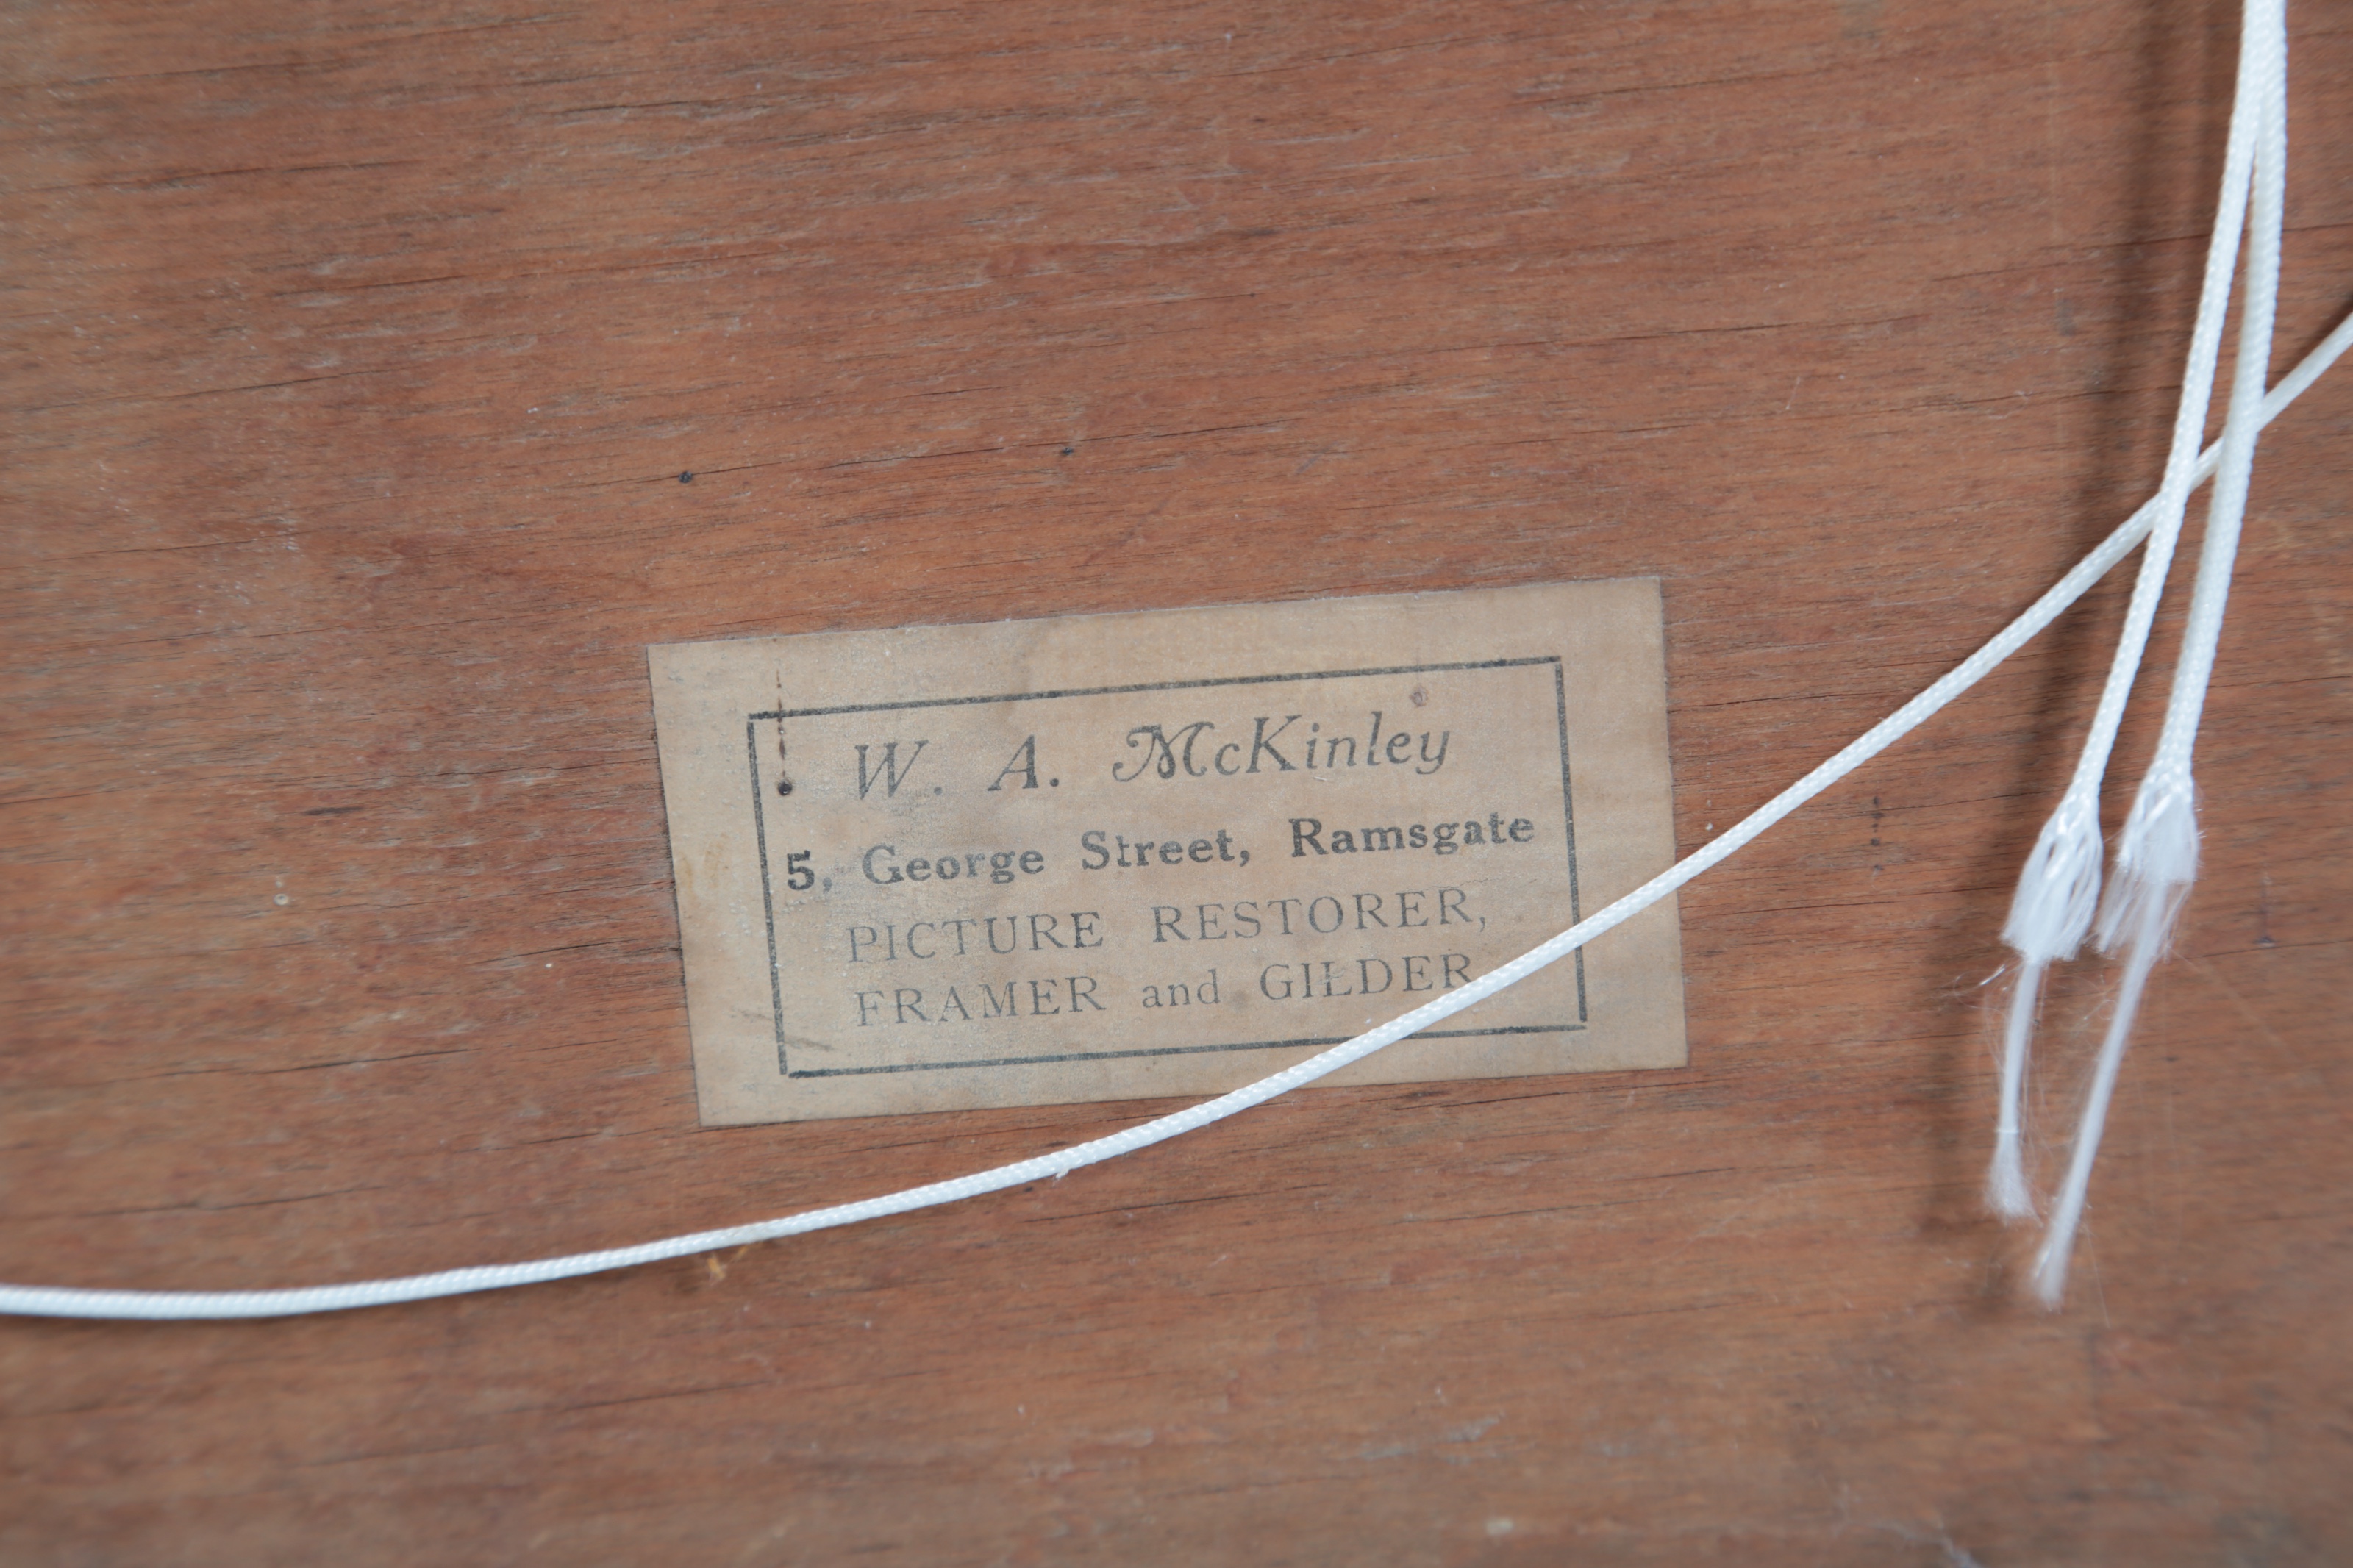 W. A. McKinley
5, George Street, Ramsgate
PICTURE RESTORER,
FRAMER and GILDER